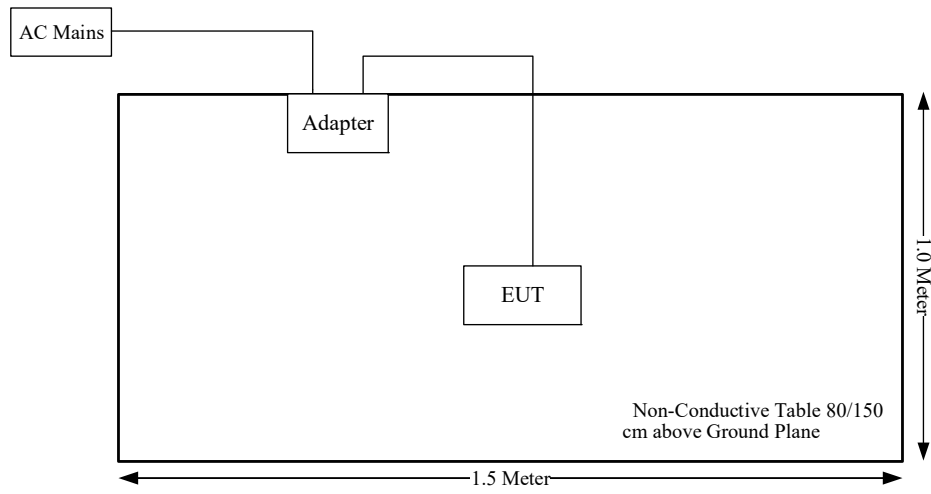 AC Mains
Adapter
EUT
1.0 Meter
Non-Conductive Table 80/150
cm above Ground Plane
1.5 Meter